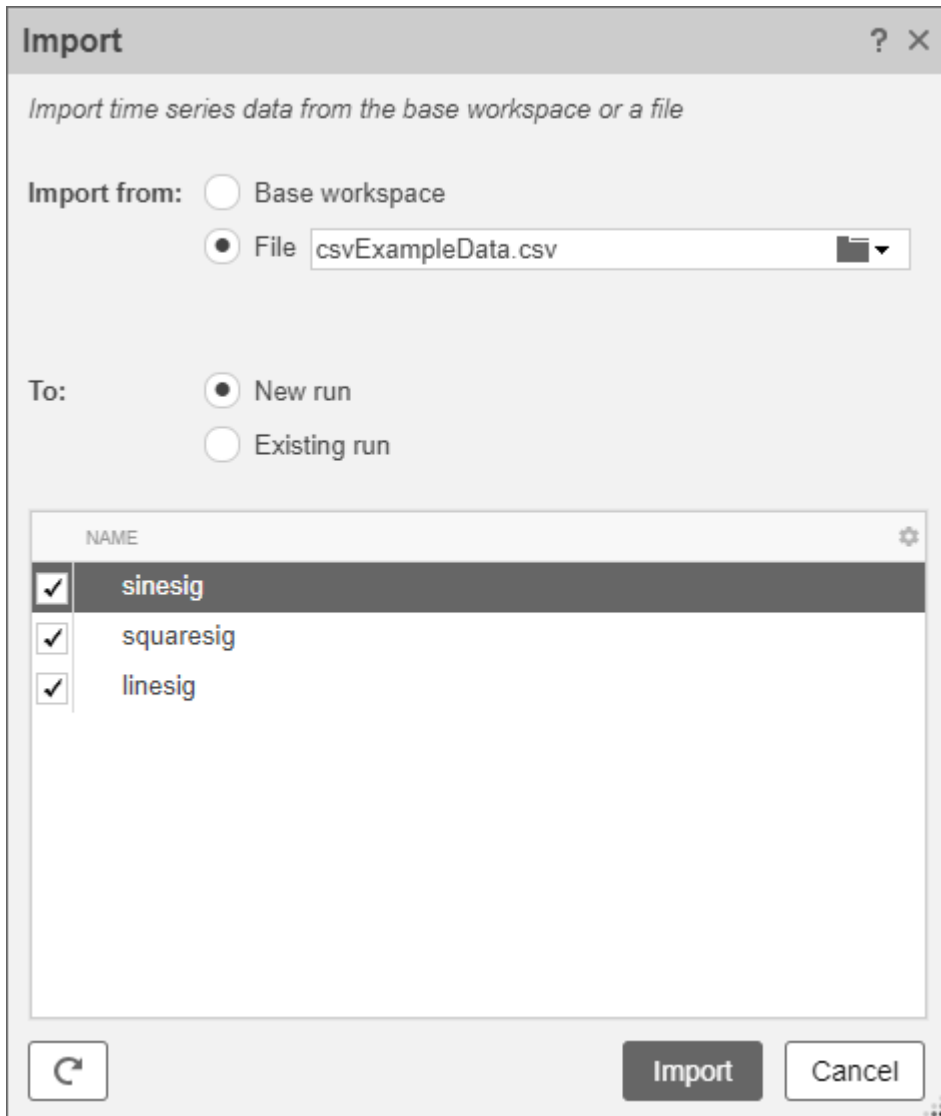 Import ? ×
Import time series data from the base workspace or a file
Import from: Base workspace
File csvExampleData.csv
To: New run
Existing run
NAME
sinesig
squaresig
linesig
Import Cancel